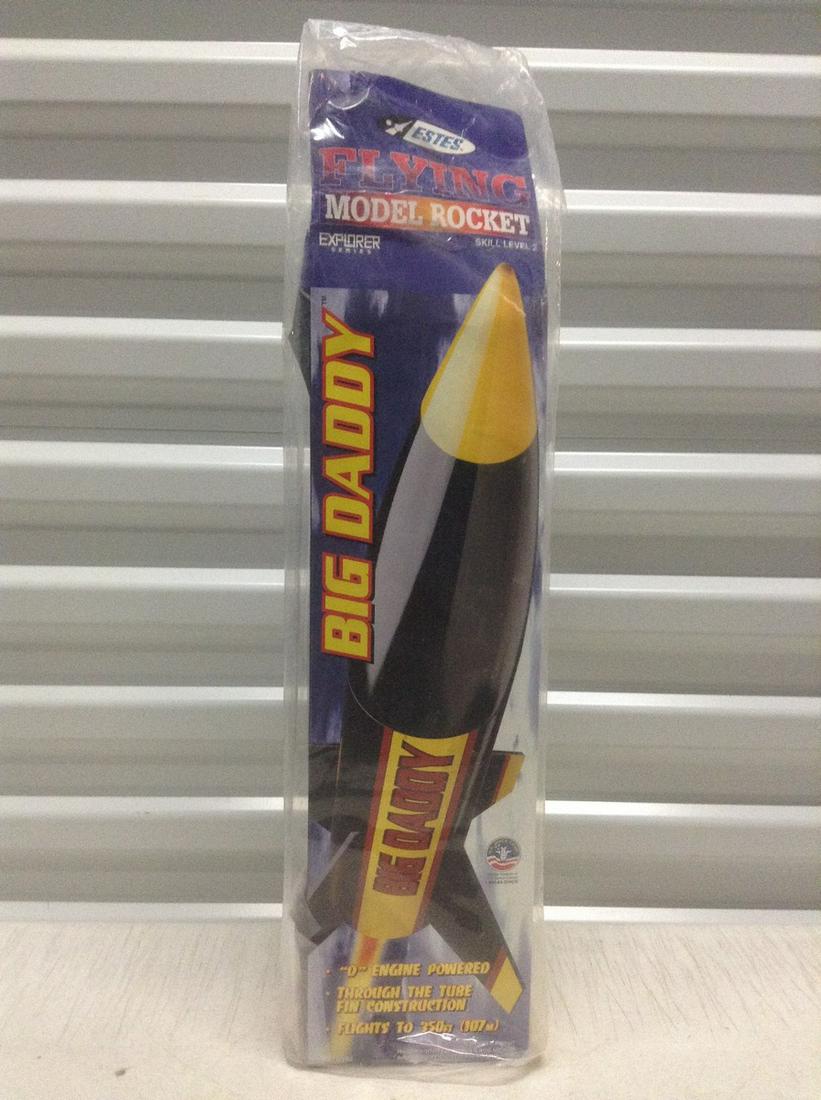 ESTES
FLYING
MODEL ROCKET
EXPLORER
SERIES
SKILL LEVEL 2
BIG DADDY™
BIG DADDY
• "D" ENGINE POWERED
• THROUGH THE TUBE
FIN CONSTRUCTION
• FLIGHTS TO 350FT (107M)